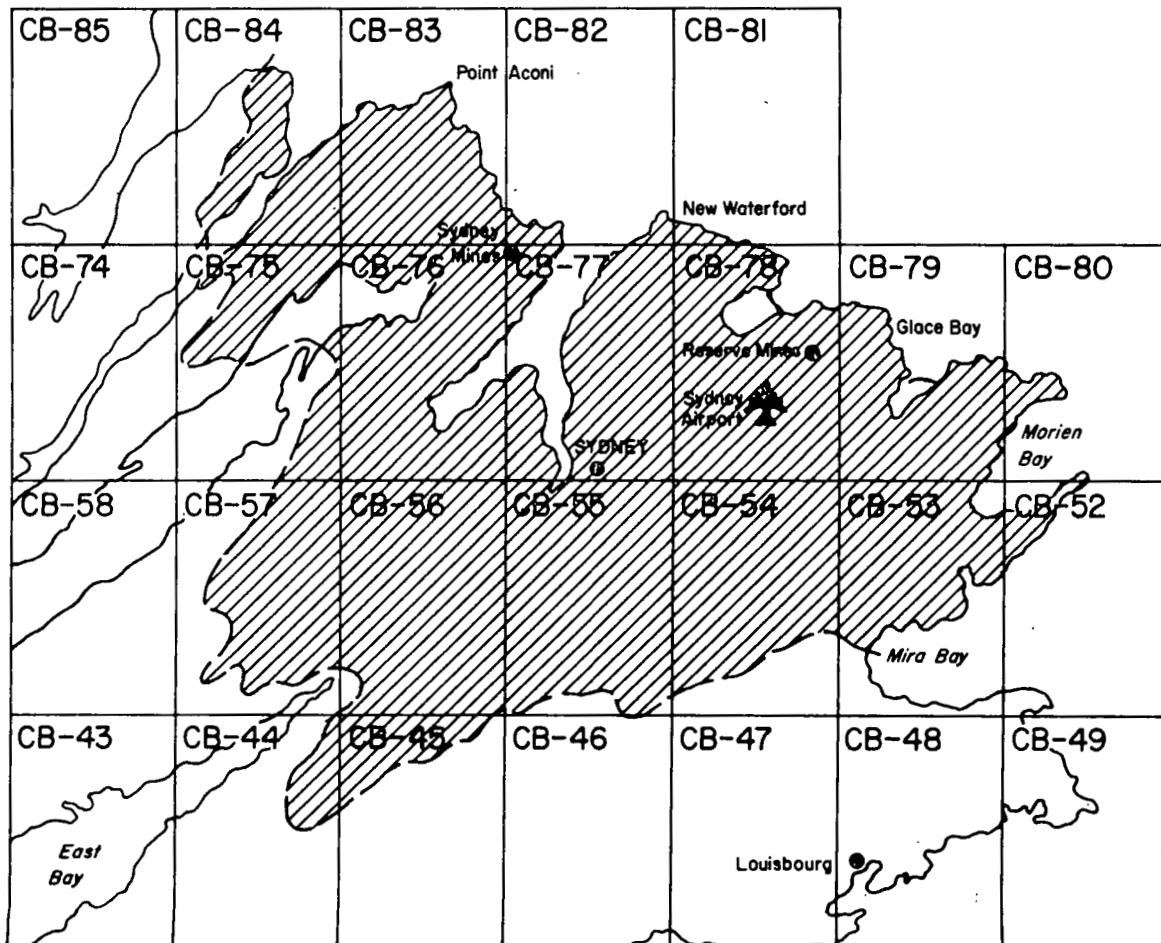 CB-85
CB-84
CB-83
CB-82
CB-81
Point Aconi
New Waterford
Sydney
Mines
CB-74
CB-75
CB-76
CB-77
CB-78
CB-79
CB-80
Glace Bay
Reserve Mines
Sydney
Airport
Morien
Bay
SYDNEY
CB-58
CB-57
CB-56
CB-55
CB-54
CB-53
CB-52
Mira Bay
CB-43
CB-44
CB-45
CB-46
CB-47
CB-48
CB-49
East
Bay
Louisbourg